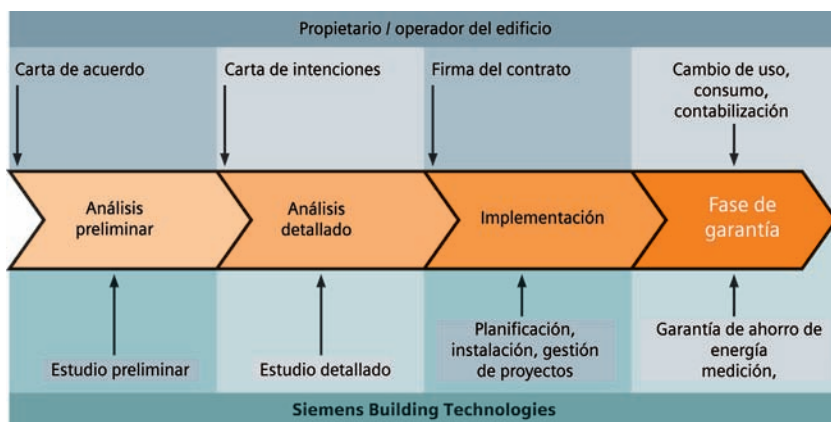 Propietario / operador del edificio
Carta de acuerdo
Carta de intenciones
Firma del contrato
Cambio de uso,
consumo,
contabilización
Análisis
preliminar
Análisis
detallado
Implementación
Fase de
garantía
Estudio preliminar
Estudio detallado
Planificación,
instalación, gestión
de proyectos
Garantía de ahorro de
energía
medición,
Siemens Building Technologies